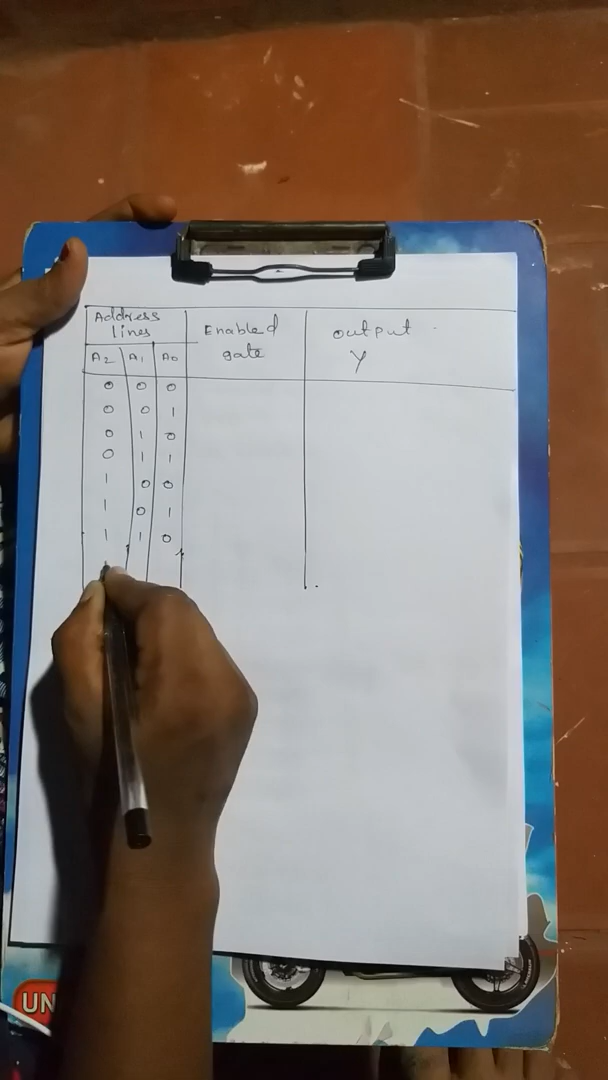 Address
lines
Enabled
gate
output
Y
A2 A1 A0
0 0 0
0 0 1
0 1 0
0 1 1
1 0 0
1 0 1
1 1 0
UN